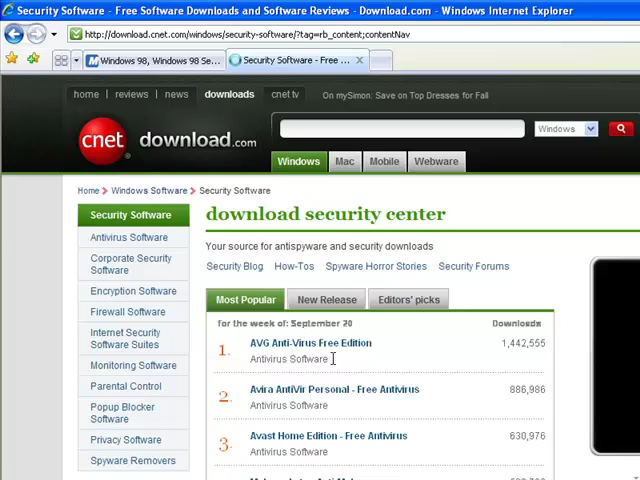 Security Software - Free Software Downloads and Software Reviews - Download.com - Windows Internet Explorer
http://download.cnet.com/windows/security-software/?tag=rb_content;contentNav
Windows 98, Windows 98 Se...
Security Software - Free ...
home | reviews | news downloads cnet tv On mySimon: Save on Top Dresses for Fall
cnet download.com
Windows
Windows Mac Mobile Webware
Home > Windows Software > Security Software
Security Software
Antivirus Software
Corporate Security
Software
Encryption Software
Firewall Software
Internet Security
Software Suites
Monitoring Software
Parental Control
Popup Blocker
Software
Privacy Software
Spyware Removers
download security center
Your source for antispyware and security downloads
Security Blog How-Tos Spyware Horror Stories Security Forums
Most Popular New Release Editors' picks
for the week of: September 20 Downloads
1. AVG Anti-Virus Free Edition 1,442,555
Antivirus Software
2. Avira AntiVir Personal - Free Antivirus 886,986
Antivirus Software
3. Avast Home Edition - Free Antivirus 630,976
Antivirus Software